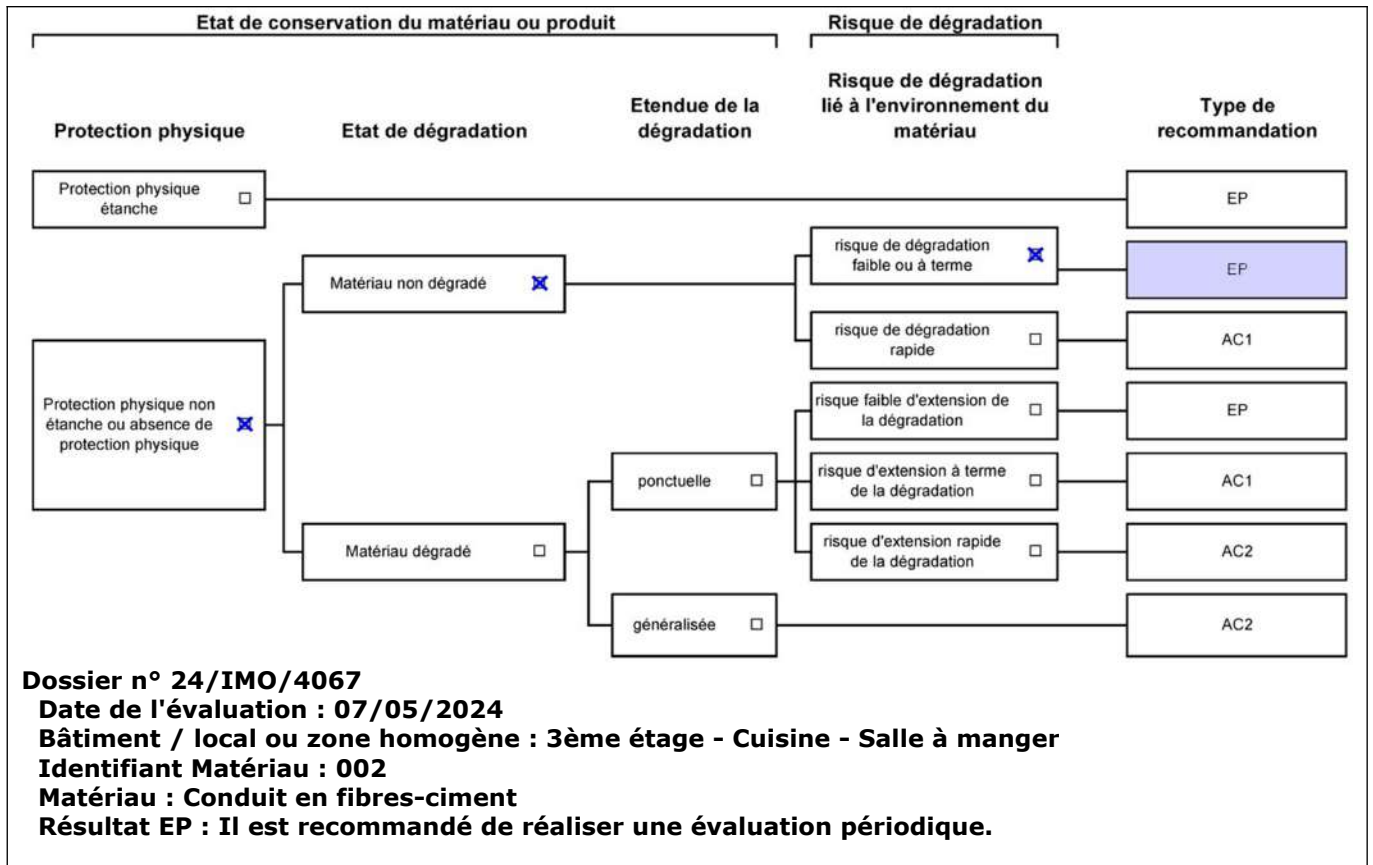 Etat de conservation du matériau ou produit
Risque de dégradation
Protection physique
Etat de dégradation
Etendue de la
dégradation
Risque de dégradation
lié à l'environnement du
matériau
Type de
recommandation
Protection physique
étanche
EP
Protection physique non
étanche ou absence de
protection physique
Matériau non dégradé
risque de dégradation
faible ou à terme
EP
risque de dégradation
rapide
AC1
Matériau dégradé
ponctuelle
risque faible d'extension de
la dégradation
EP
risque d'extension à terme
de la dégradation
AC1
risque d'extension rapide
de la dégradation
AC2
généralisée
AC2
Dossier n° 24/IMO/4067
Date de l'évaluation : 07/05/2024
Bâtiment / local ou zone homogène : 3ème étage - Cuisine - Salle à manger
Identifiant Matériau : 002
Matériau : Conduit en fibres-ciment
Résultat EP : Il est recommandé de réaliser une évaluation périodique.